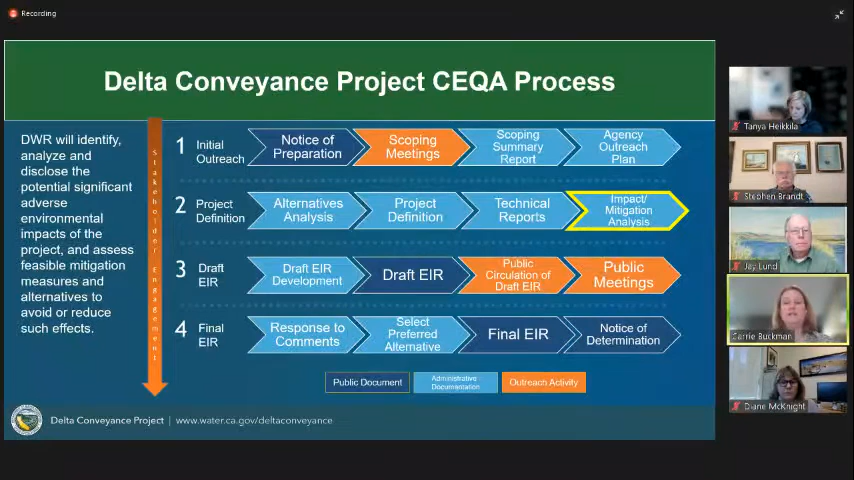 Recording
Delta Conveyance Project CEQA Process
DWR will identify,
analyze and
disclose the
potential significant
adverse
environmental
impacts of the
project, and assess
feasible mitigation
measures and
alternatives to
avoid or reduce
such effects.
Stakeholder Engagement
1 Initial
Outreach
Notice of
Preparation
Scoping
Meetings
Scoping
Summary
Report
Agency
Outreach
Plan
2 Project
Definition
Alternatives
Analysis
Project
Definition
Technical
Reports
Impact/
Mitigation
Analysis
3 Draft
EIR
Draft EIR
Development
Draft EIR
Public
Circulation of
Draft EIR
Public
Meetings
4 Final
EIR
Response to
Comments
Select
Preferred
Alternative
Final EIR
Notice of
Determination
Public Document
Administrative
Documentation
Outreach Activity
Delta Conveyance Project | www.water.ca.gov/deltaconveyance
Tanya Heikkila
Stephen Brandt
Jay Lund
Carrie Buckman
Diane McKnight